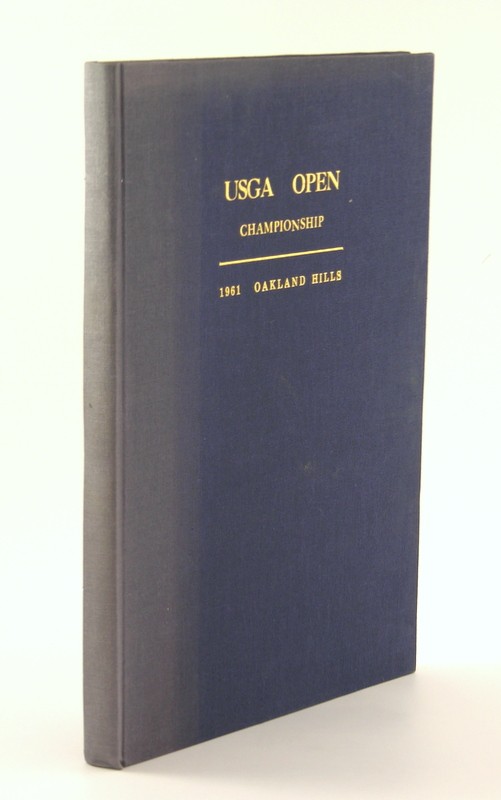 USGA OPEN
CHAMPIONSHIP
1961 OAKLAND HILLS